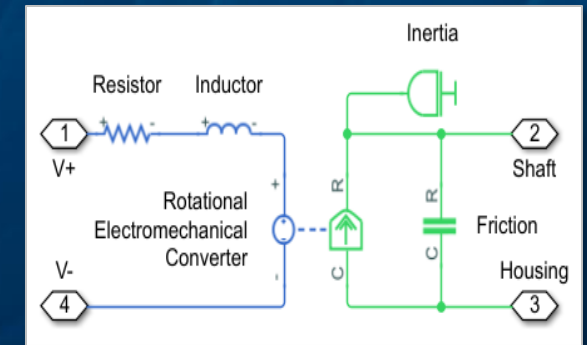 Inertia
Resistor
Inductor
+
-
+
-
1
2
V+
Shaft
+
R
R
Rotational
Electromechanical
Converter
Friction
C
C
-
V-
Housing
4
3